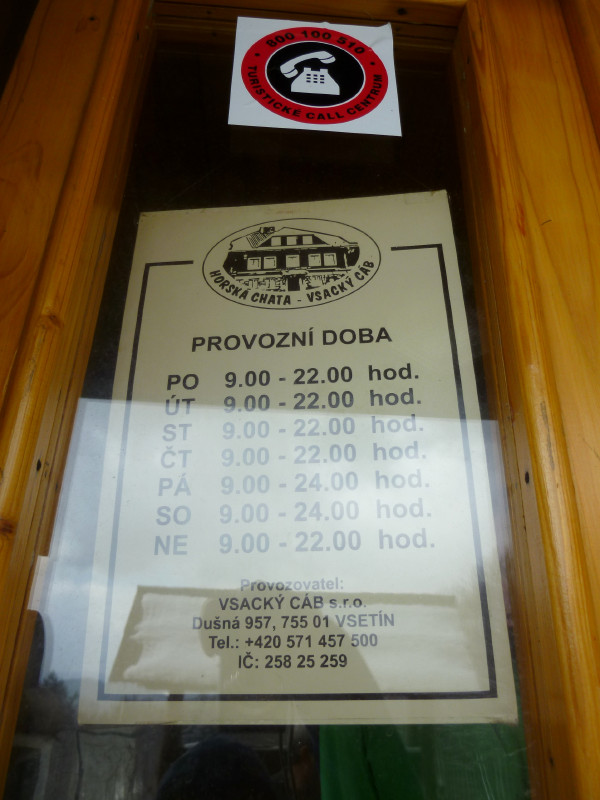 800 100 510
TURISTICKÉ CALL CENTRUM
HORSKÁ CHATA - VSACKÝ CÁB
PROVOZNÍ DOBA
PO 9.00 - 22.00 hod.
ÚT 9.00 - 22.00 hod.
ST 9.00 - 22.00 hod.
ČT 9.00 - 22.00 hod.
PÁ 9.00 - 24.00 hod.
SO 9.00 - 24.00 hod.
NE 9.00 - 22.00 hod.
Provozovatel:
VSACKÝ CÁB s.r.o.
Dušná 957, 755 01 VSETÍN
Tel.: +420 571 457 500
IČ: 258 25 259